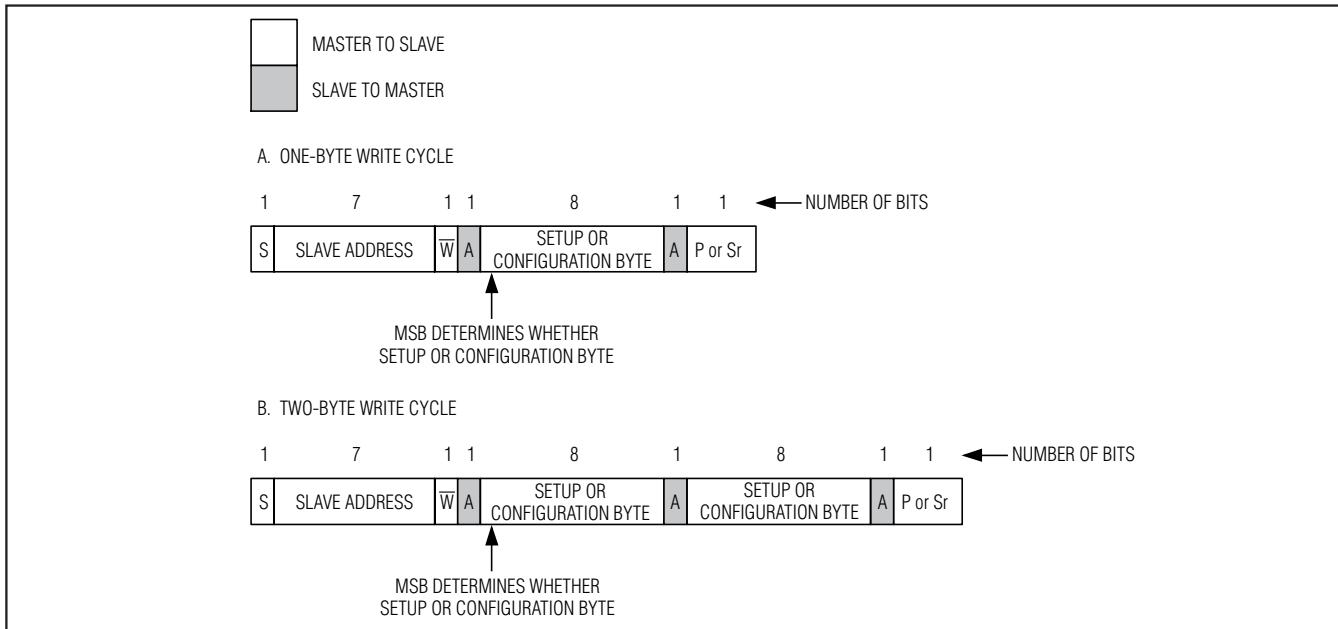 MASTER TO SLAVE
SLAVE TO MASTER
A. ONE-BYTE WRITE CYCLE
1 7 1 1 8 1 1 NUMBER OF BITS
S SLAVE ADDRESS W̅ A SETUP OR CONFIGURATION BYTE A P or Sr
MSB DETERMINES WHETHER
SETUP OR CONFIGURATION BYTE
B. TWO-BYTE WRITE CYCLE
1 7 1 1 8 1 8 1 1 NUMBER OF BITS
S SLAVE ADDRESS W̅ A SETUP OR CONFIGURATION BYTE A SETUP OR CONFIGURATION BYTE A P or Sr
MSB DETERMINES WHETHER
SETUP OR CONFIGURATION BYTE